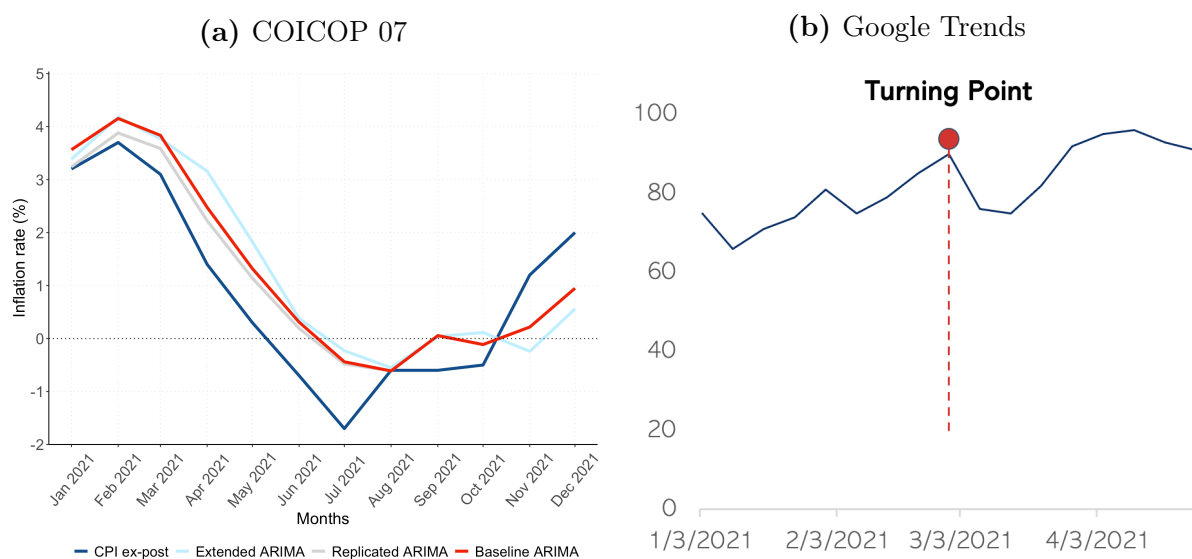 (a) COICOP 07
5
4
3
2
1
0
-1
-2
Inflation rate (%)
Jan 2021
Feb 2021
Mar 2021
Apr 2021
May 2021
Jun 2021
Jul 2021
Aug 2021
Sep 2021
Oct 2021
Nov 2021
Dec 2021
Months
CPI ex-post Extended ARIMA Replicated ARIMA Baseline ARIMA
(b) Google Trends
Turning Point
100
80
60
40
20
0
1/3/2021 2/3/2021 3/3/2021 4/3/2021